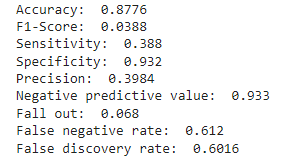 Accuracy: 0.8776
F1-Score: 0.0388
Sensitivity: 0.388
Specificity: 0.932
Precision: 0.3984
Negative predictive value: 0.933
Fall out: 0.068
False negative rate: 0.612
False discovery rate: 0.6016